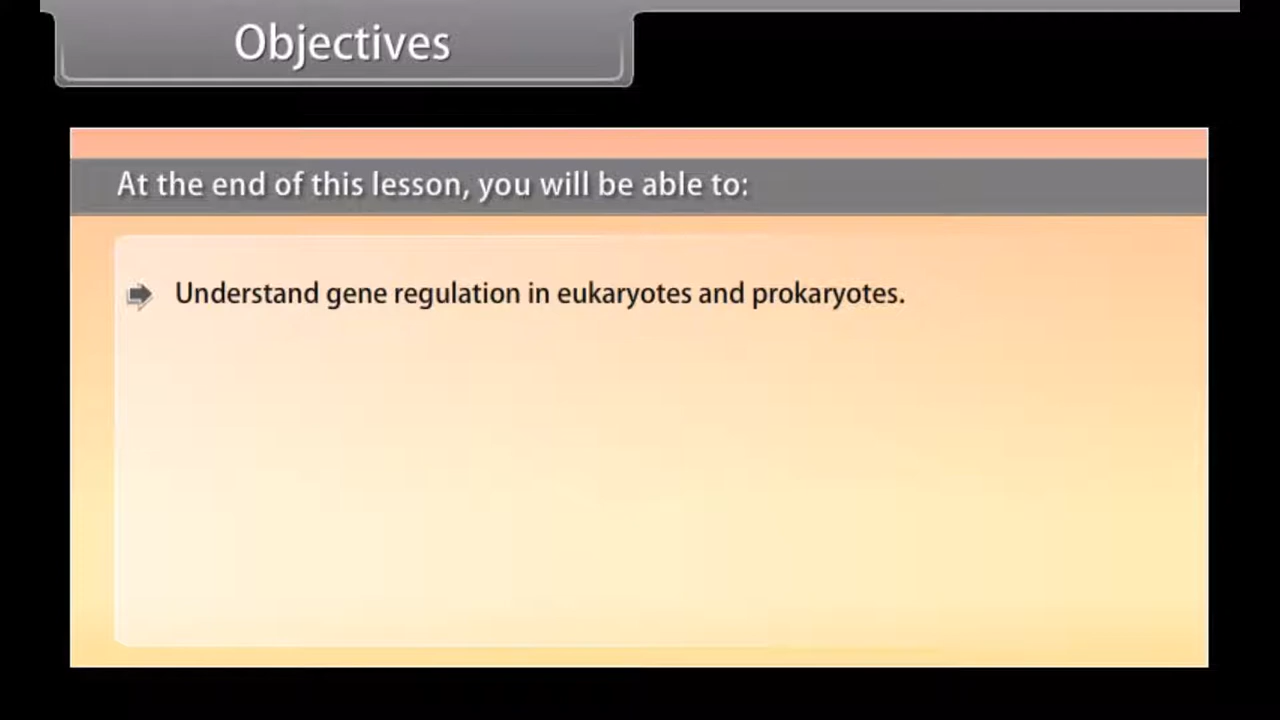 Objectives
At the end of this lesson, you will be able to:
Understand gene regulation in eukaryotes and prokaryotes.